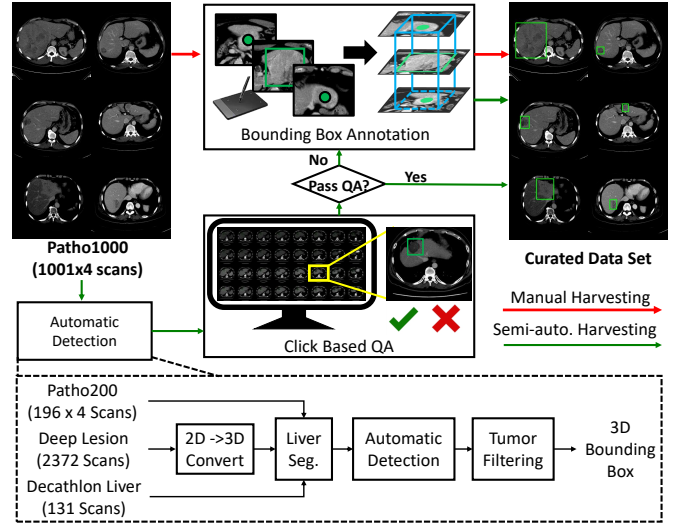 Bounding Box Annotation
No
Pass QA?
Yes
Patho1000
(1001x4 scans)
Curated Data Set
Automatic
Detection
Click Based QA
Manual Harvesting
Semi-auto. Harvesting
Patho200
(196 x 4 Scans)
Deep Lesion
(2372 Scans)
Decathlon Liver
(131 Scans)
2D ->3D
Convert
Liver
Seg.
Automatic
Detection
Tumor
Filtering
3D
Bounding
Box